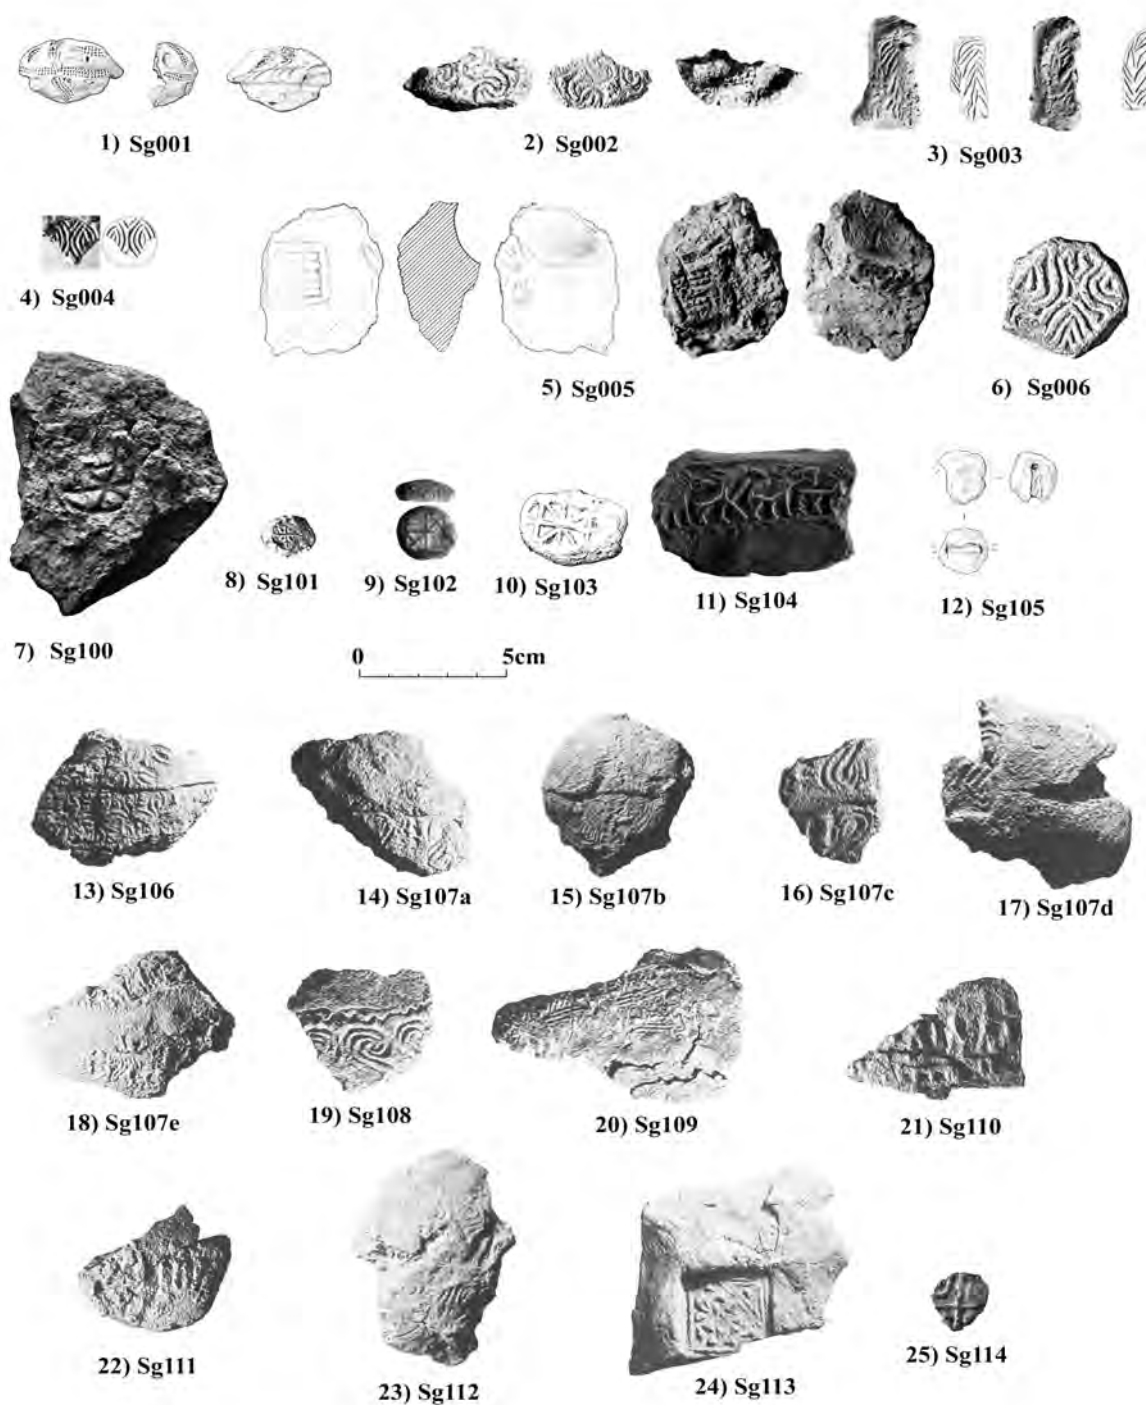 1) Sg001
2) Sg002
3) Sg003
4) Sg004
5) Sg005
6) Sg006
7) Sg100
8) Sg101
9) Sg102
10) Sg103
11) Sg104
12) Sg105
0 5cm
13) Sg106
14) Sg107a
15) Sg107b
16) Sg107c
17) Sg107d
18) Sg107e
19) Sg108
20) Sg109
21) Sg110
22) Sg111
23) Sg112
24) Sg113
25) Sg114